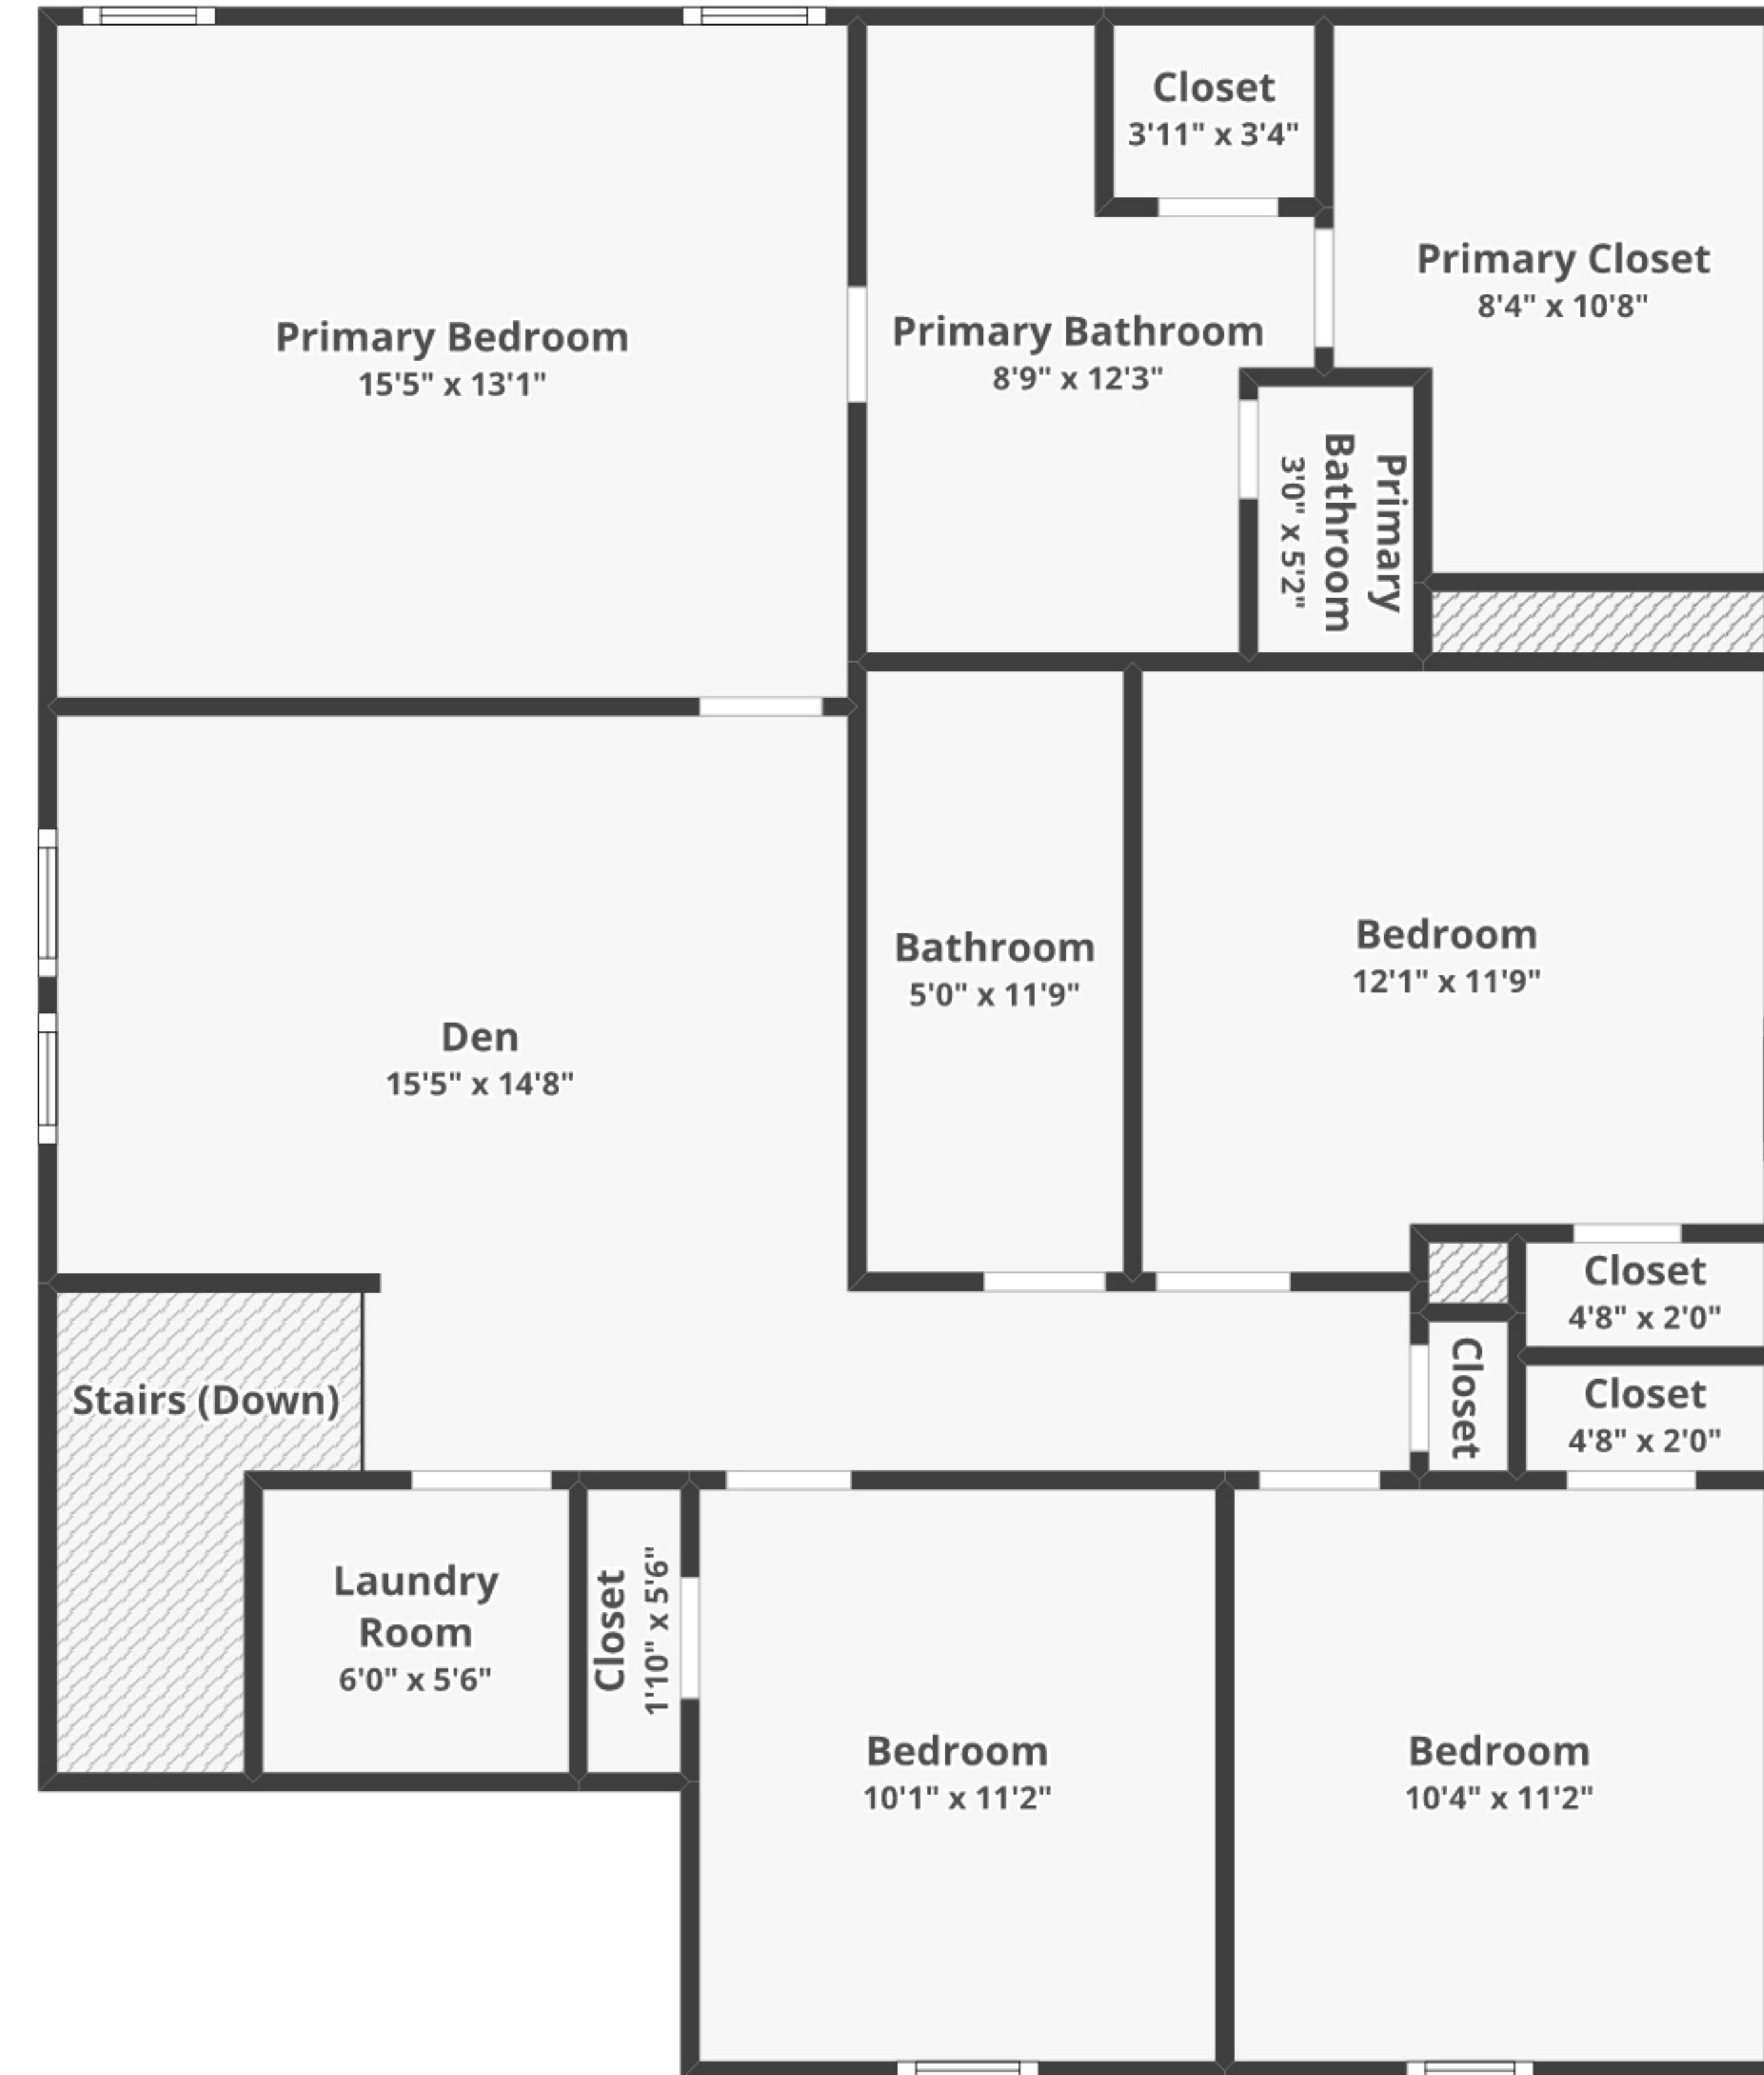 Closet
3'11" x 3'4"
Primary Closet
8'4" x 10'8"
Primary Bedroom
15'5" x 13'1"
Primary Bathroom
8'9" x 12'3"
Primary
Bathroom
3'0" x 5'2"
Bathroom
5'0" x 11'9"
Bedroom
12'1" x 11'9"
Den
15'5" x 14'8"
Closet
4'8" x 2'0"
Stairs (Down)
Closet
Closet
4'8" x 2'0"
Laundry
Room
6'0" x 5'6"
Closet
1'10" x 5'6"
Bedroom
10'1" x 11'2"
Bedroom
10'4" x 11'2"